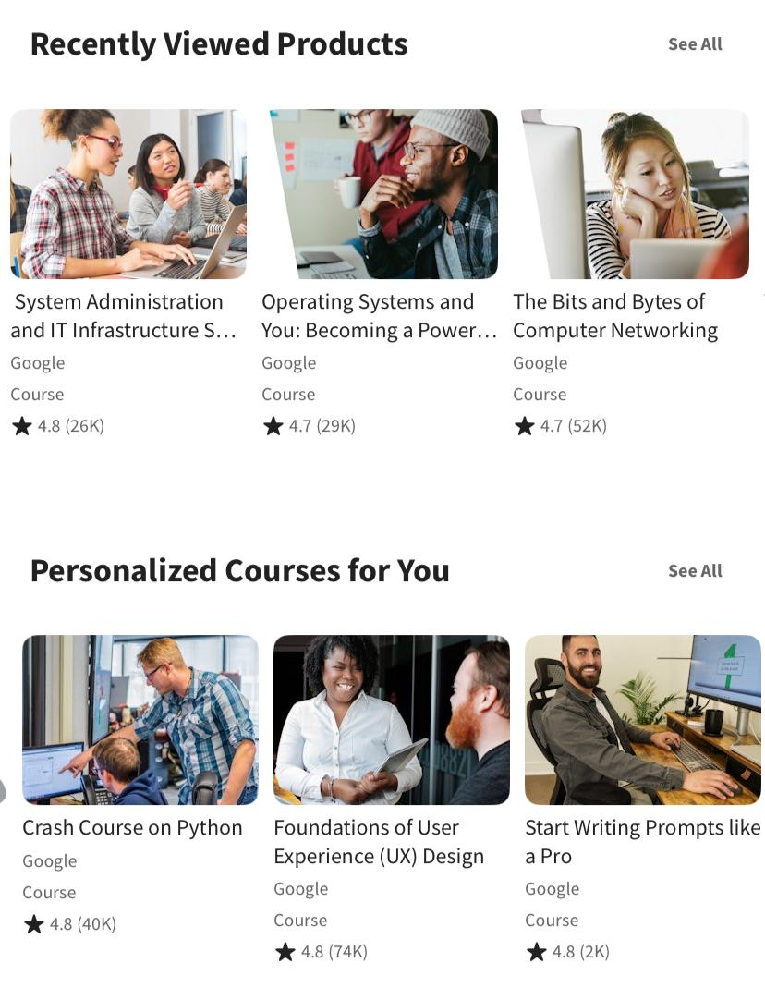 Recently Viewed Products
See All
System Administration
and IT Infrastructure S…
Google
Course
4.8 (26K)
Operating Systems and
You: Becoming a Power…
Google
Course
4.7 (29K)
The Bits and Bytes of
Computer Networking
Google
Course
4.7 (52K)
Personalized Courses for You
See All
Crash Course on Python
Google
Course
4.8 (40K)
Foundations of User
Experience (UX) Design
Google
Course
4.8 (74K)
Start Writing Prompts like
a Pro
Google
Course
4.8 (2K)